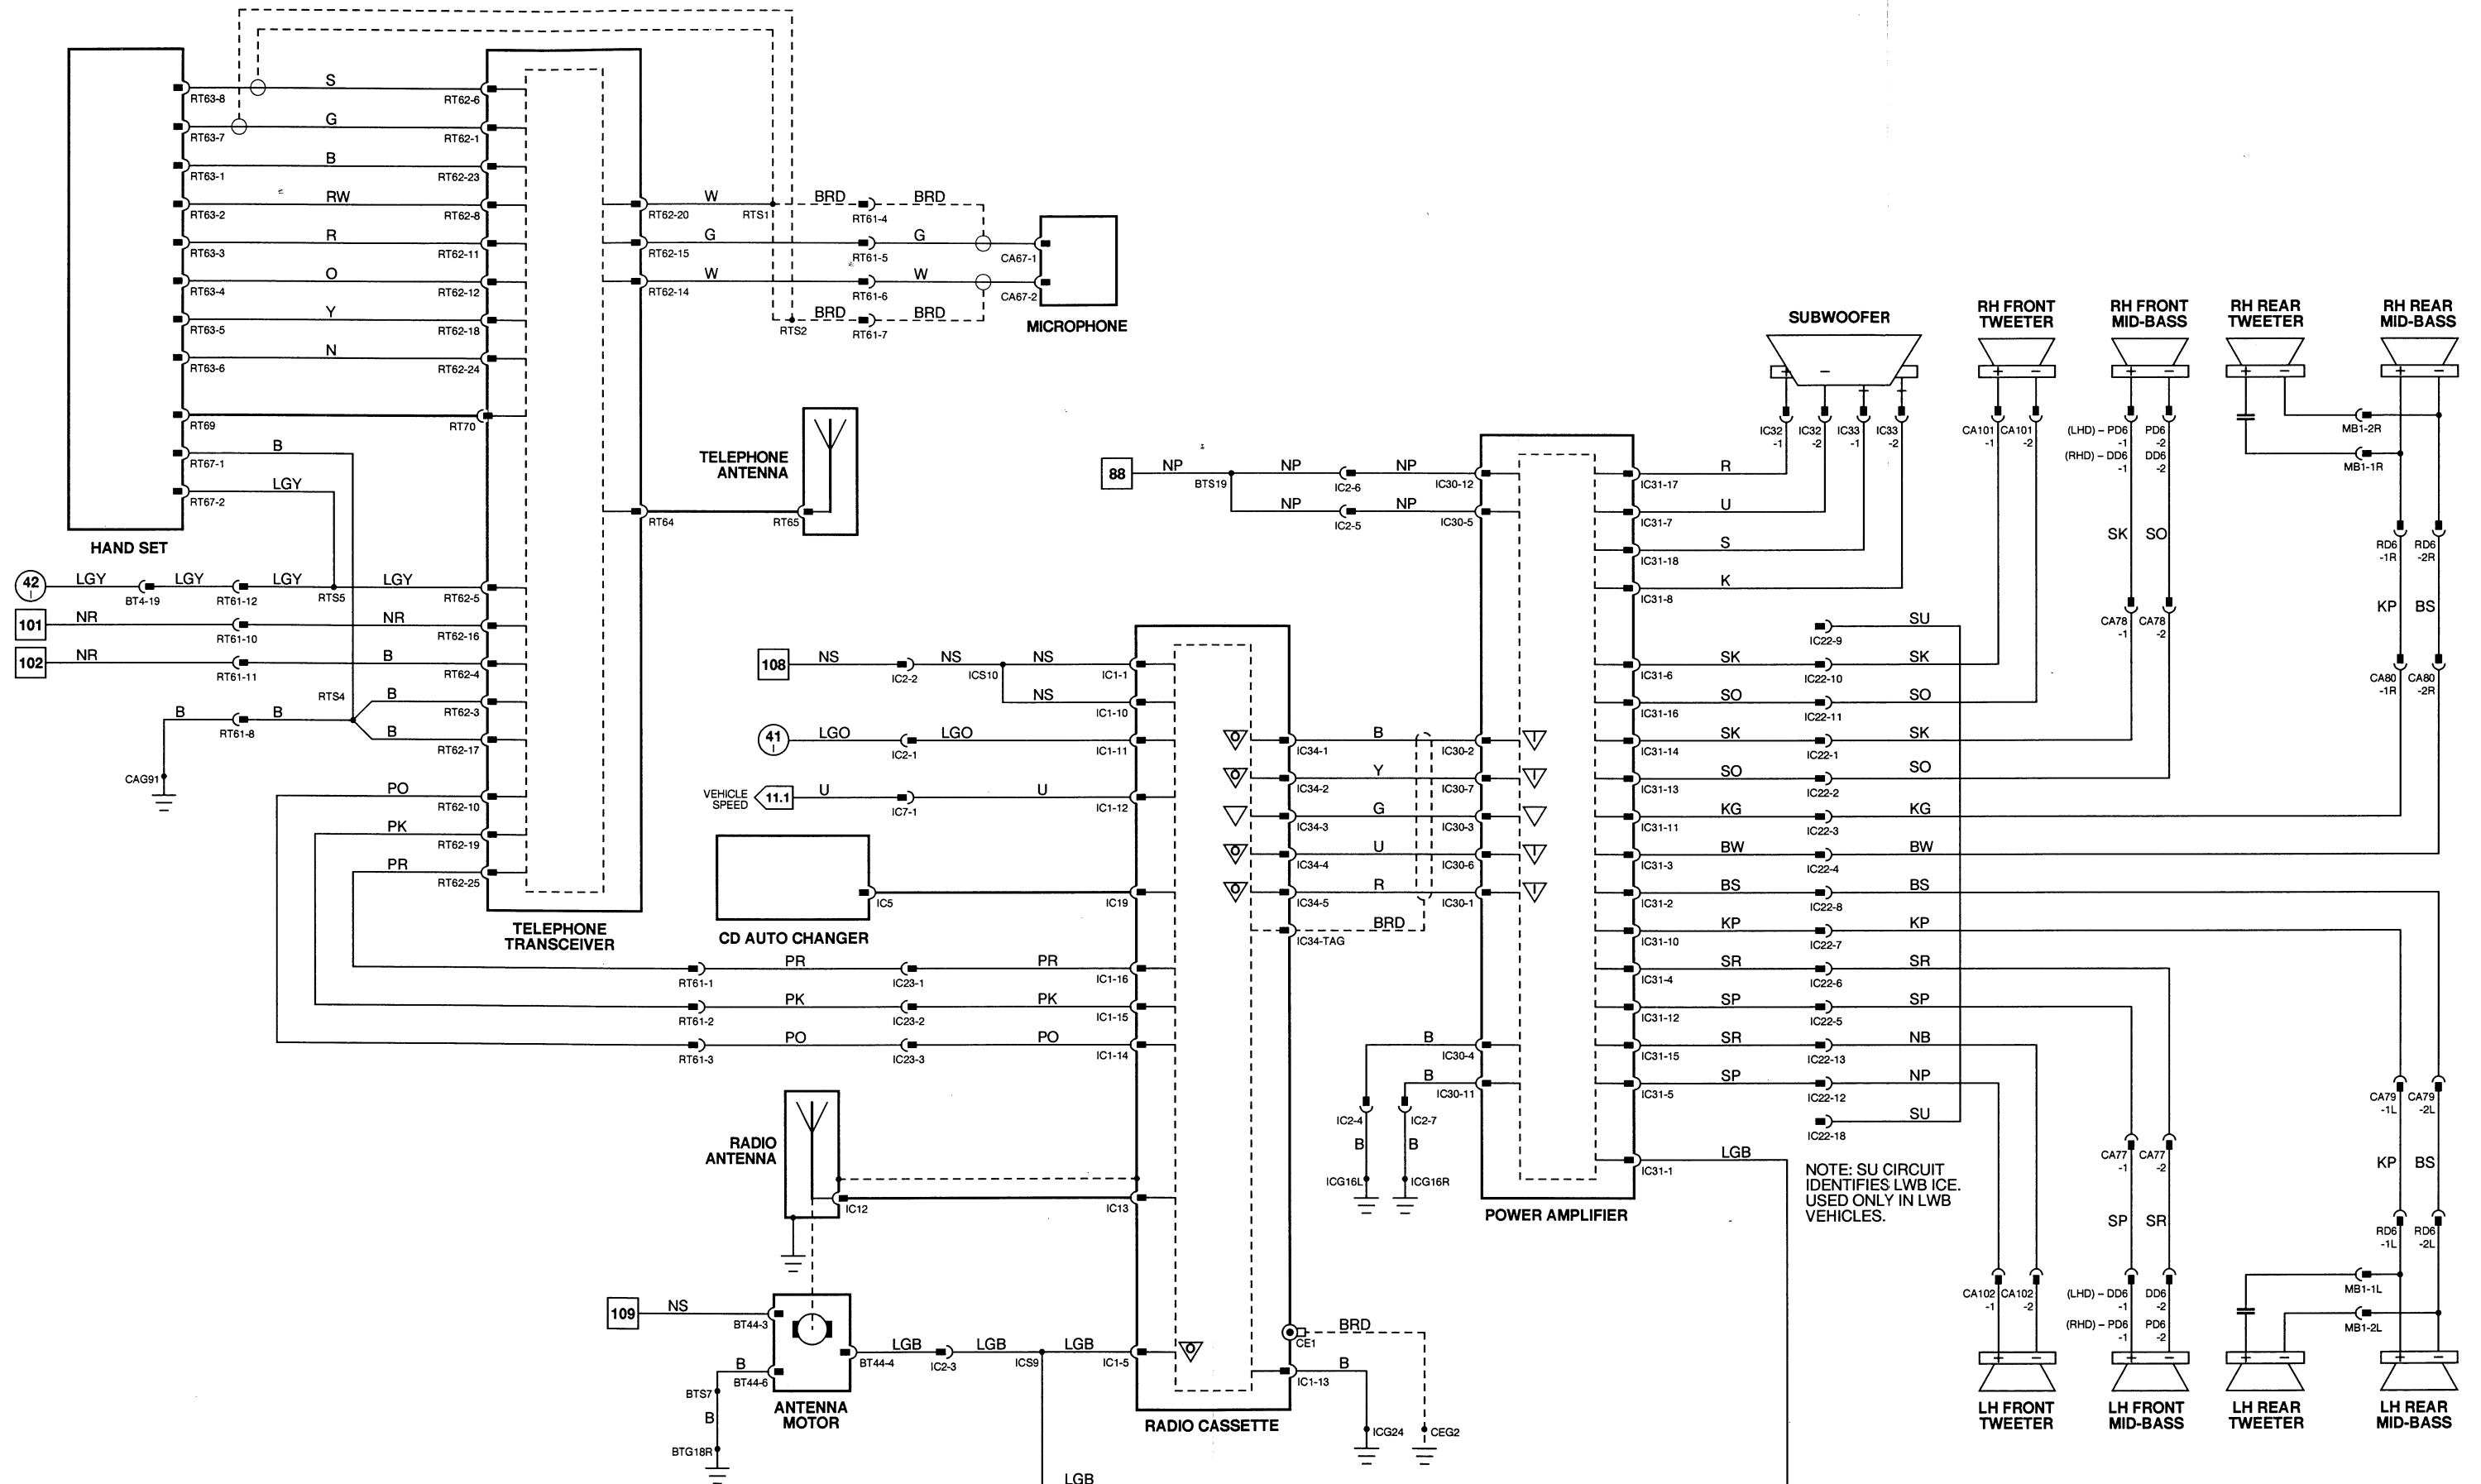 S
RT63-8
RT62-6
G
RT63-7
RT62-1
B
RT63-1
RT62-23
RW
RT63-2
RT62-8
R
RT63-3
RT62-11
O
RT63-4
RT62-12
Y
RT63-5
RT62-18
N
RT63-6
RT62-24
RT69
RT70
B
RT67-1
LGY
RT67-2
HAND SET
42
I
LGY
LGY
LGY
LGY
BT4-19
RT61-12
RTS5
RT62-5
101
NR
NR
RT61-10
RT62-16
102
NR
B
RT61-11
RT62-4
RTS4
B
RT62-3
B
B
RT61-8
B
RT62-17
CAG91
PO
RT62-10
PK
RT62-19
PR
RT62-25
TELEPHONE
TRANSCEIVER
W
BRD
BRD
RT62-20
RTS1
RT61-4
G
G
RT62-15
RT61-5
CA67-1
W
W
RT62-14
RT61-6
CA67-2
BRD
BRD
RTS2
RT61-7
MICROPHONE
TELEPHONE
ANTENNA
RT64
RT65
108
NS
NS
NS
IC2-2
ICS10
IC1-1
NS
IC1-10
41
I
LGO
LGO
IC2-1
IC1-11
VEHICLE
SPEED
11.1
U
U
IC7-1
IC1-12
IC5
IC19
CD AUTO CHANGER
PR
PR
RT61-1
IC23-1
IC1-16
PK
PK
RT61-2
IC23-2
IC1-15
PO
PO
RT61-3
IC23-3
IC1-14
RADIO
ANTENNA
IC12
IC13
109
NS
BT44-3
B
BT44-6
BTS7
B
BTG18R
ANTENNA
MOTOR
LGB
LGB
LGB
BT44-4
IC2-3
ICS9
IC1-5
O
LGB
RADIO CASSETTE
CE1
BRD
B
IC1-13
ICG24
CEG2
88
NP
NP
NP
BTS19
IC2-6
IC30-12
NP
NP
IC2-5
IC30-5
O
IC34-1
B
IC30-2
I
O
IC34-2
Y
IC30-7
I
IC34-3
G
IC30-3
O
IC34-4
U
IC30-6
I
O
IC34-5
R
IC30-1
I
BRD
IC34-TAG
B
IC30-4
B
IC30-11
IC2-4
IC2-7
B
B
ICG16L
ICG16R
POWER AMPLIFIER
R
IC31-17
U
IC31-7
S
IC31-18
K
IC31-8
SU
IC22-9
SK
SK
IC31-6
IC22-10
SO
SO
IC31-16
IC22-11
SK
SK
IC31-14
IC22-1
SO
SO
IC31-13
IC22-2
KG
KG
IC31-11
IC22-3
BW
BW
IC31-3
IC22-4
BS
BS
IC31-2
IC22-8
KP
KP
IC31-10
IC22-7
SR
SR
IC31-4
IC22-6
SP
SP
IC31-12
IC22-5
SR
NB
IC31-15
IC22-13
SP
NP
IC31-5
IC22-12
SU
IC22-18
LGB
IC31-1
NOTE: SU CIRCUIT
IDENTIFIES LWB ICE.
USED ONLY IN LWB
VEHICLES.
SUBWOOFER
+ − + −
IC32
-1
IC32
-2
IC33
-1
IC33
-2
RH FRONT
TWEETER
+ −
CA101
-1
CA101
-2
RH FRONT
MID-BASS
+ −
(LHD) – PD6
-1
PD6
-2
(RHD) – DD6
-1
DD6
-2
SK
SO
CA78
-1
CA78
-2
RH REAR
TWEETER
+ −
MB1-2R
MB1-1R
RH REAR
MID-BASS
+ −
RD6
-1R
RD6
-2R
KP
BS
CA80
-1R
CA80
-2R
CA102
-1
CA102
-2
+ −
LH FRONT
TWEETER
CA77
-1
CA77
-2
SP
SR
(LHD) – DD6
-1
DD6
-2
(RHD) – PD6
-1
PD6
-2
+ −
LH FRONT
MID-BASS
CA79
-1L
CA79
-2L
KP
BS
RD6
-1L
RD6
-2L
MB1-1L
MB1-2L
+ −
LH REAR
TWEETER
+ −
LH REAR
MID-BASS